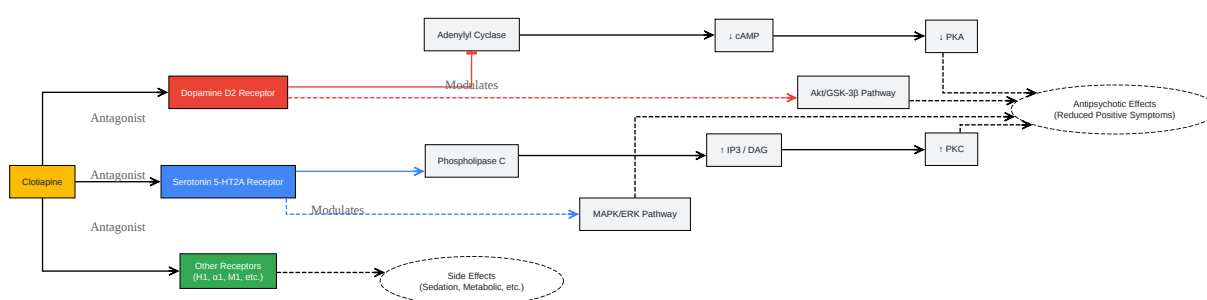 Adenylyl Cyclase
↓ cAMP
↓ PKA
Modulates
Dopamine D2 Receptor
Akt/GSK-3β Pathway
Antipsychotic Effects
(Reduced Positive Symptoms)
Antagonist
Phospholipase C
↑ IP3 / DAG
↑ PKC
Clotiapine
Antagonist
Serotonin 5-HT2A Receptor
Modulates
MAPK/ERK Pathway
Antagonist
Other Receptors
(H1, α1, M1, etc.)
Side Effects
(Sedation, Metabolic, etc.)